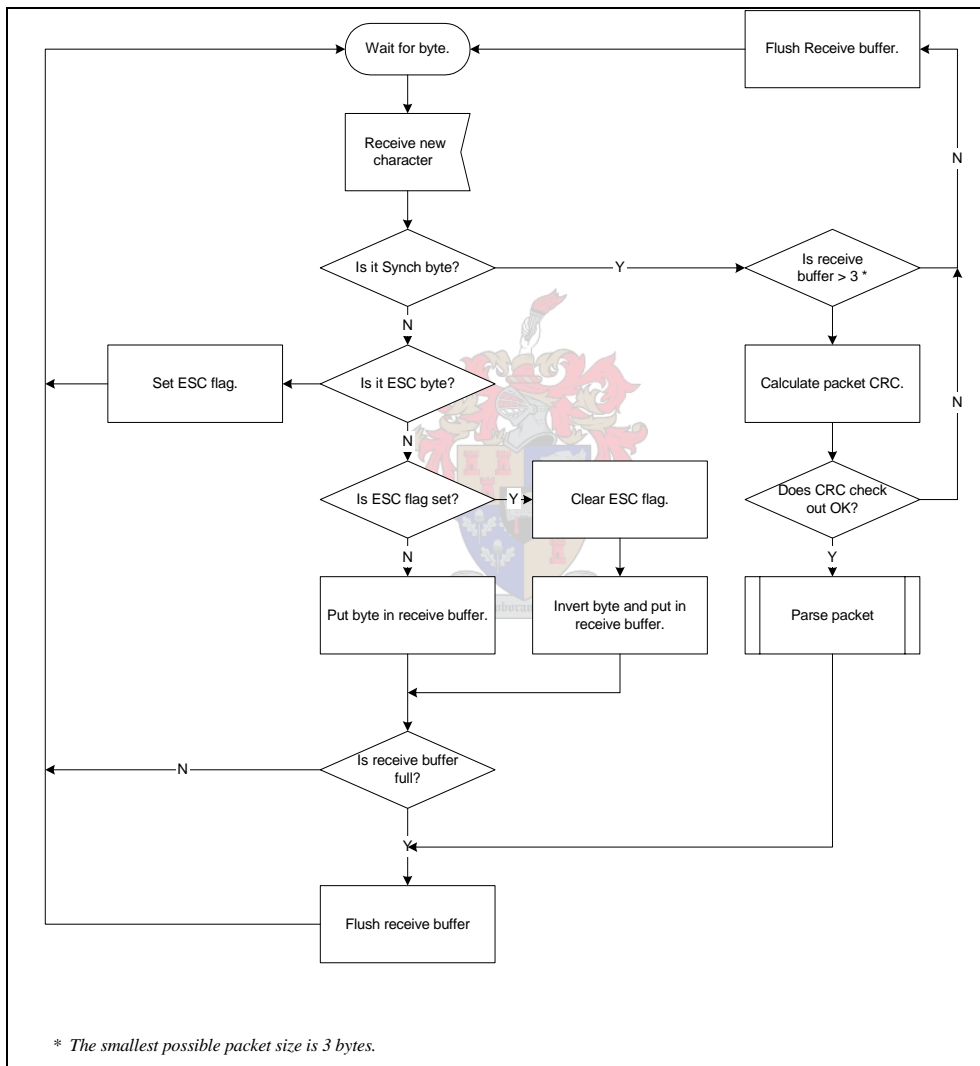 Wait for byte.
Flush Receive buffer.
Receive new
character
N
Is it Synch byte?
Y
Is receive
buffer > 3 *
N
Set ESC flag.
Is it ESC byte?
Calculate packet CRC.
N
N
Is ESC flag set?
Y
Clear ESC flag.
Does CRC check
out OK?
N
Y
Put byte in receive buffer.
Invert byte and put in
receive buffer.
Parse packet
Is receive buffer
full?
N
Y
Flush receive buffer
* The smallest possible packet size is 3 bytes.